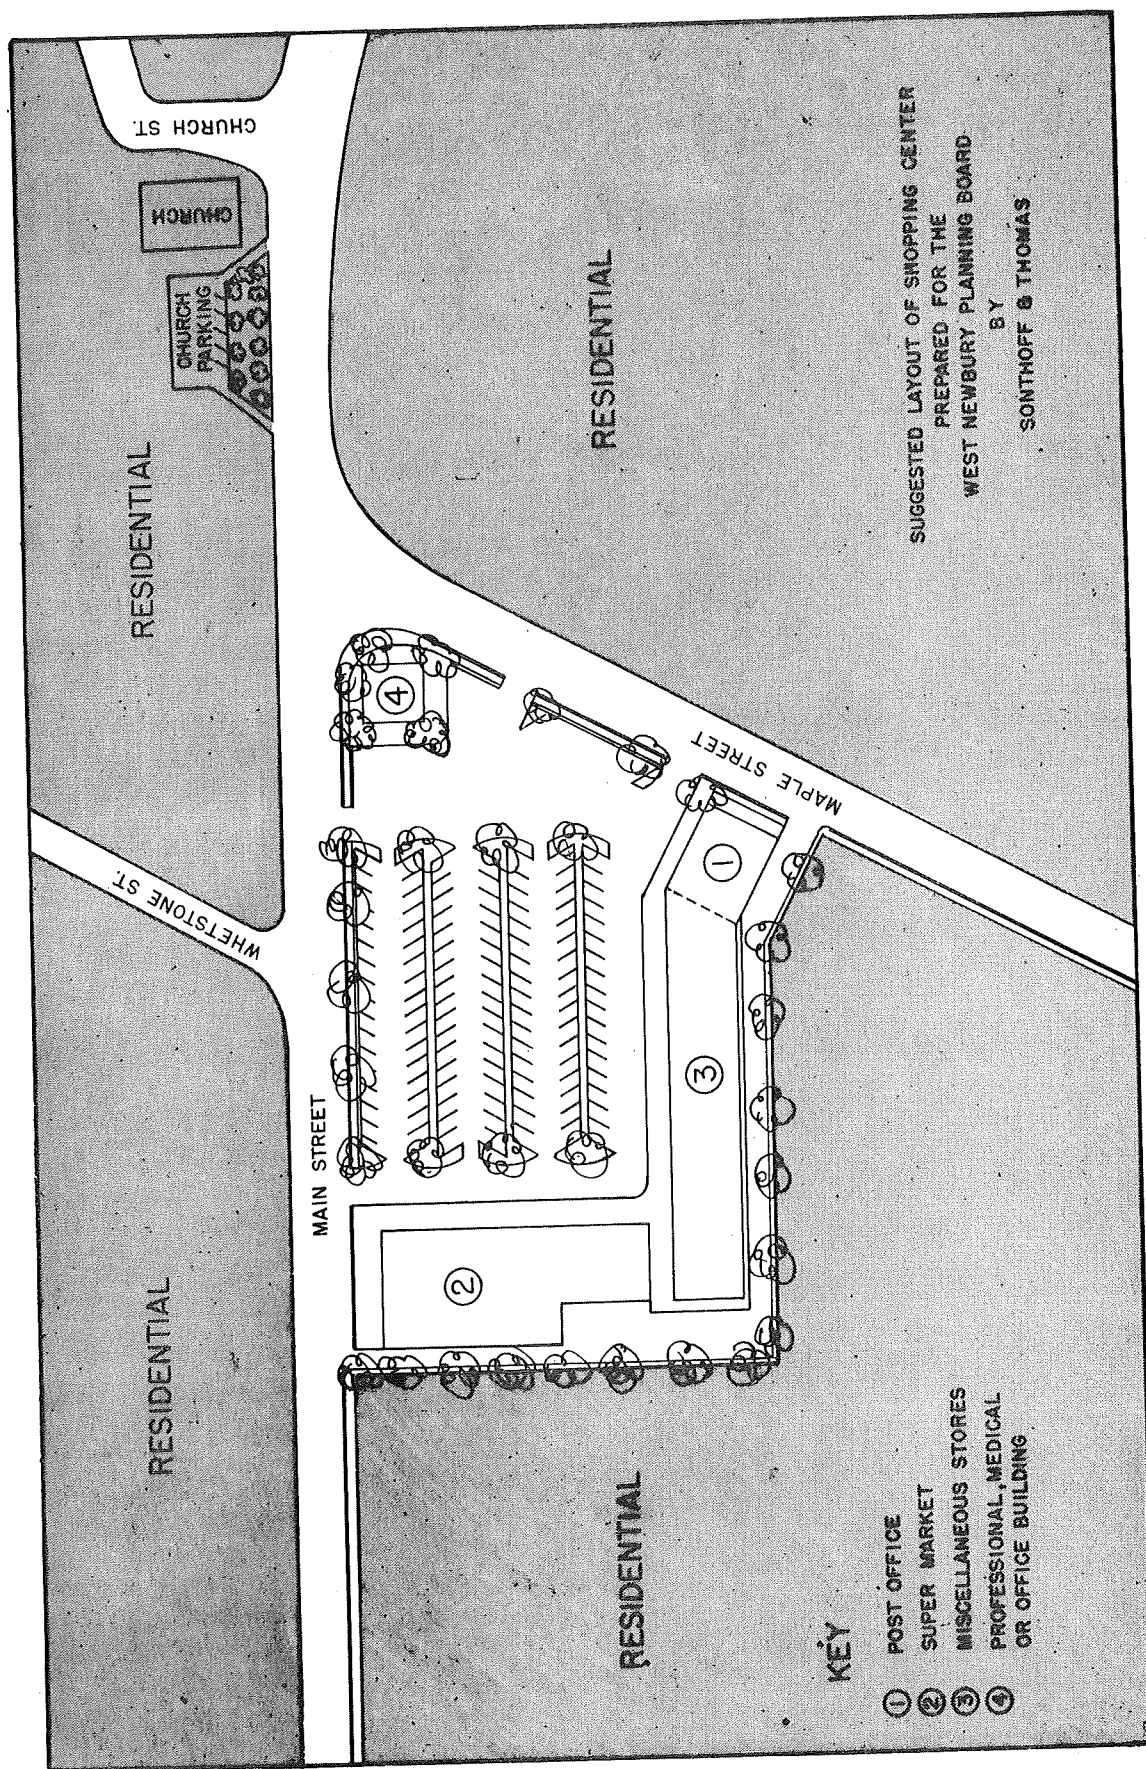 RESIDENTIAL
WHETSTONE ST.
RESIDENTIAL
CHURCH
PARKING
CHURCH
CHURCH ST.
MAIN STREET
2
4
3
1
MAPLE STREET
RESIDENTIAL
RESIDENTIAL
KEY
1 POST OFFICE
2 SUPER MARKET
3 MISCELLANEOUS STORES
4 PROFESSIONAL, MEDICAL
OR OFFICE BUILDING
SUGGESTED LAYOUT OF SHOPPING CENTER
PREPARED FOR THE
WEST NEWBURY PLANNING BOARD
BY
SONTHOFF & THOMAS